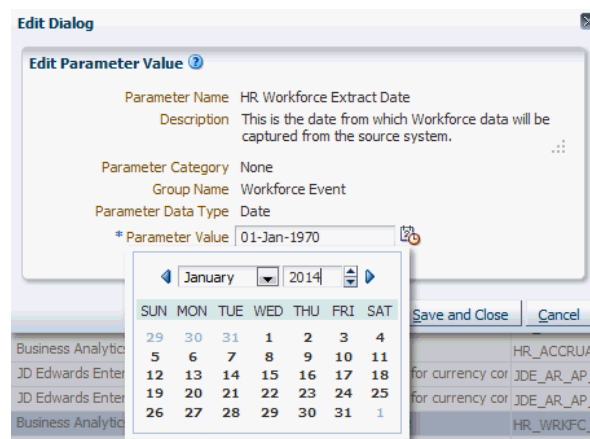 Edit Dialog
Edit Parameter Value
Parameter Name HR Workforce Extract Date
Description This is the date from which Workforce data will be
captured from the source system.
Parameter Category None
Group Name Workforce Event
Parameter Data Type Date
* Parameter Value 01-Jan-1970
January 2014
SUN MON TUE WED THU FRI SAT
29 30 31 1 2 3 4
5 6 7 8 9 10 11
12 13 14 15 16 17 18
19 20 21 22 23 24 25
26 27 28 29 30 31 1
Save and Close Cancel
Business Analytic HR_ACCRUA
JD Edwards Enter for currency cor JDE_AR_AP_
JD Edwards Enter for currency cor JDE_AR_AP_
Business Analytic HR_WRKFC_